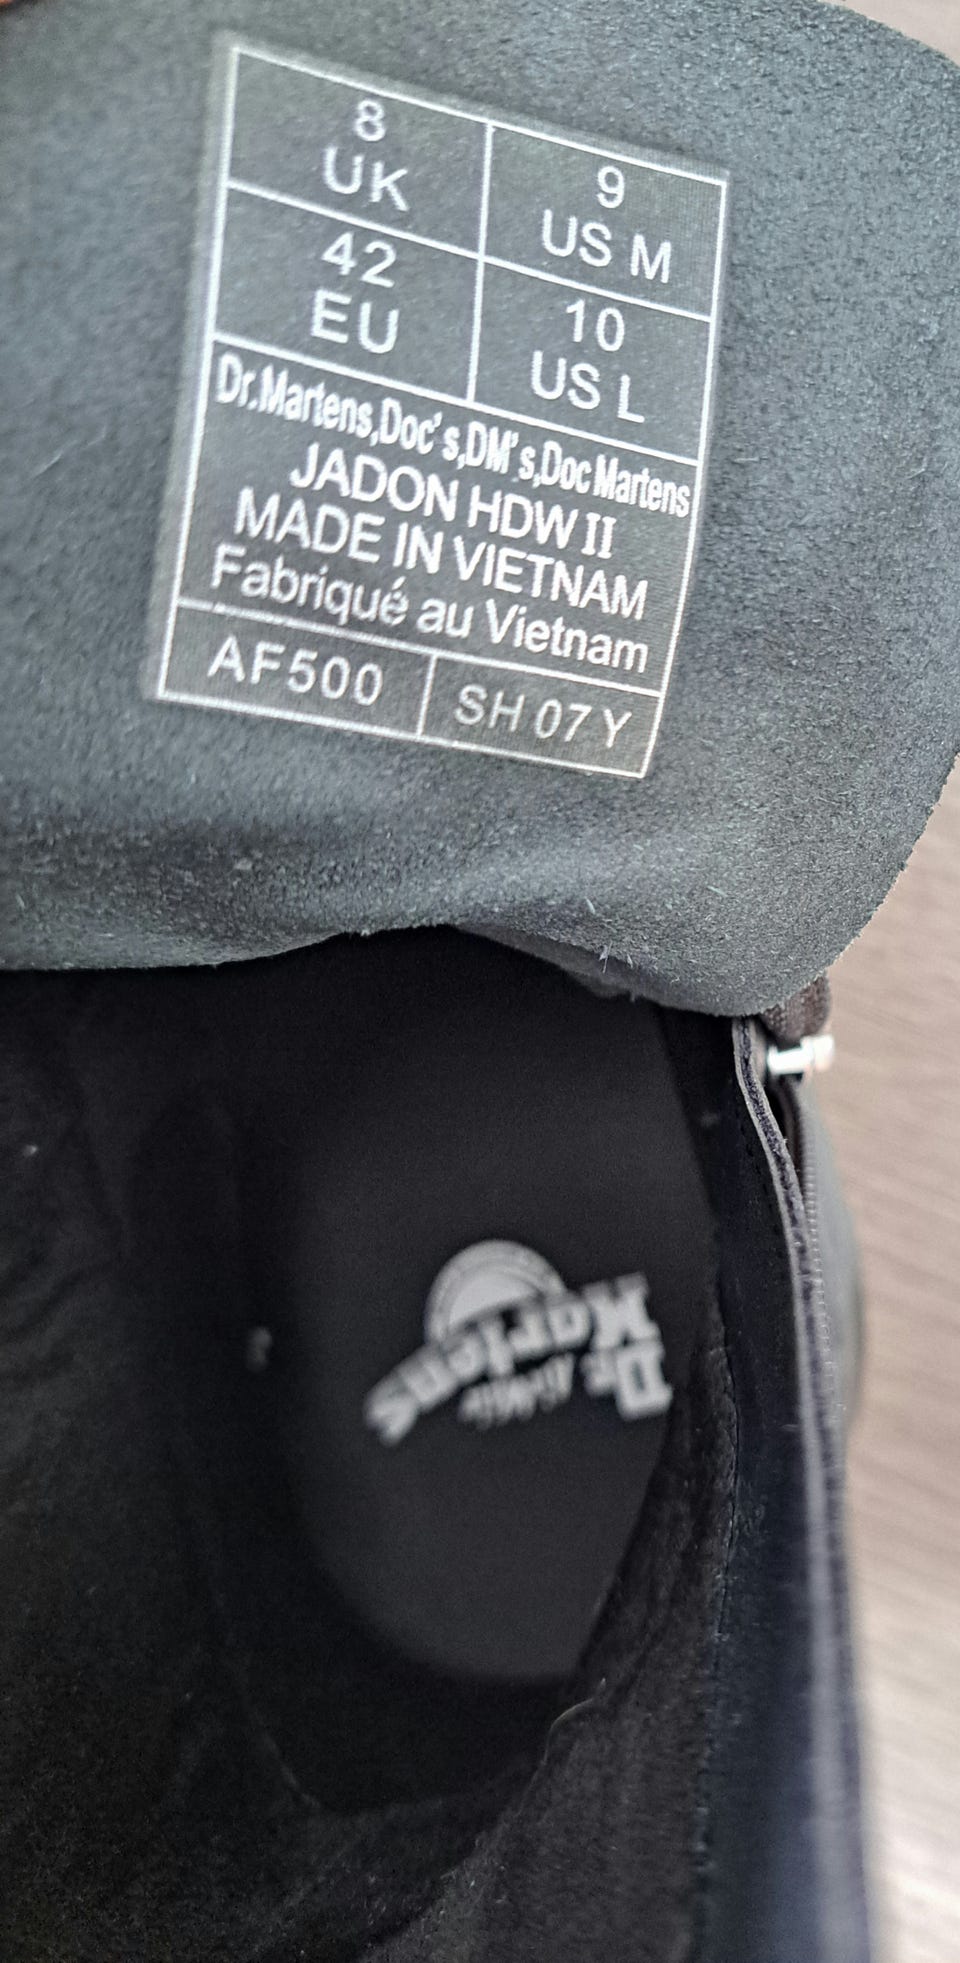 8
UK
9
US M
42
EU
10
US L
Dr.Martens,Doc's,DM's,Doc Martens
JADON HDW II
MADE IN VIETNAM
Fabriqué au Vietnam
AF500
SH 07 Y
Dr.
Martens